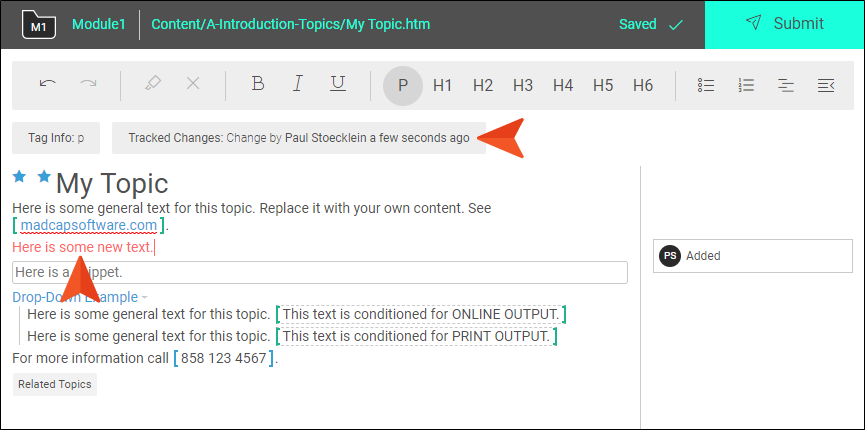 M1 Module1 Content/A-Introduction-Topics/My Topic.htm Saved Submit
B I U P H1 H2 H3 H4 H5 H6
Tag Info: p Tracked Changes: Change by Paul Stoecklein a few seconds ago
My Topic
Here is some general text for this topic. Replace it with your own content. See
[ madcapsoftware.com ].
Here is some new text.
PS Added
Here is a snippet.
Drop-Down Example
Here is some general text for this topic. [ This text is conditioned for ONLINE OUTPUT. ]
Here is some general text for this topic. [ This text is conditioned for PRINT OUTPUT. ]
For more information call [ 858 123 4567 ].
Related Topics